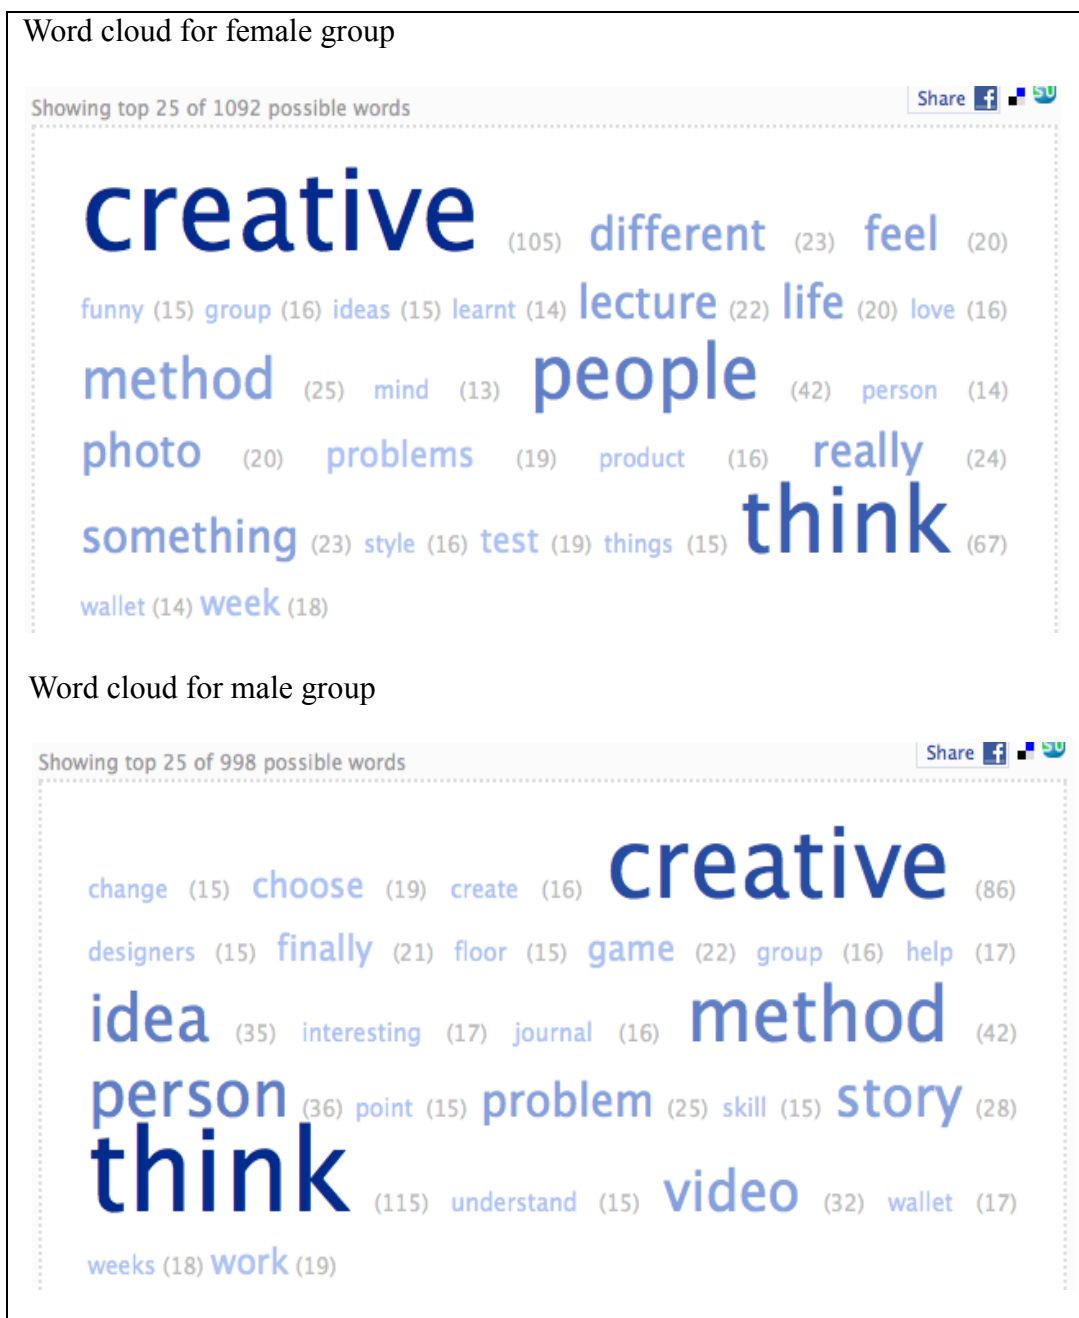 Word cloud for female group
Share
Showing top 25 of 1092 possible words
creative (105) different (23) feel (20)
funny (15) group (16) ideas (15) learnt (14) lecture (22) life (20) love (16)
method (25) mind (13) people (42) person (14)
photo (20) problems (19) product (16) really (24)
something (23) style (16) test (19) things (15) think (67)
wallet (14) week (18)
Word cloud for male group
Share
Showing top 25 of 998 possible words
change (15) choose (19) create (16) creative (86)
designers (15) finally (21) floor (15) game (22) group (16) help (17)
idea (35) interesting (17) journal (16) method (42)
person (36) point (15) problem (25) skill (15) story (28)
think (115) understand (15) video (32) wallet (17)
weeks (18) work (19)